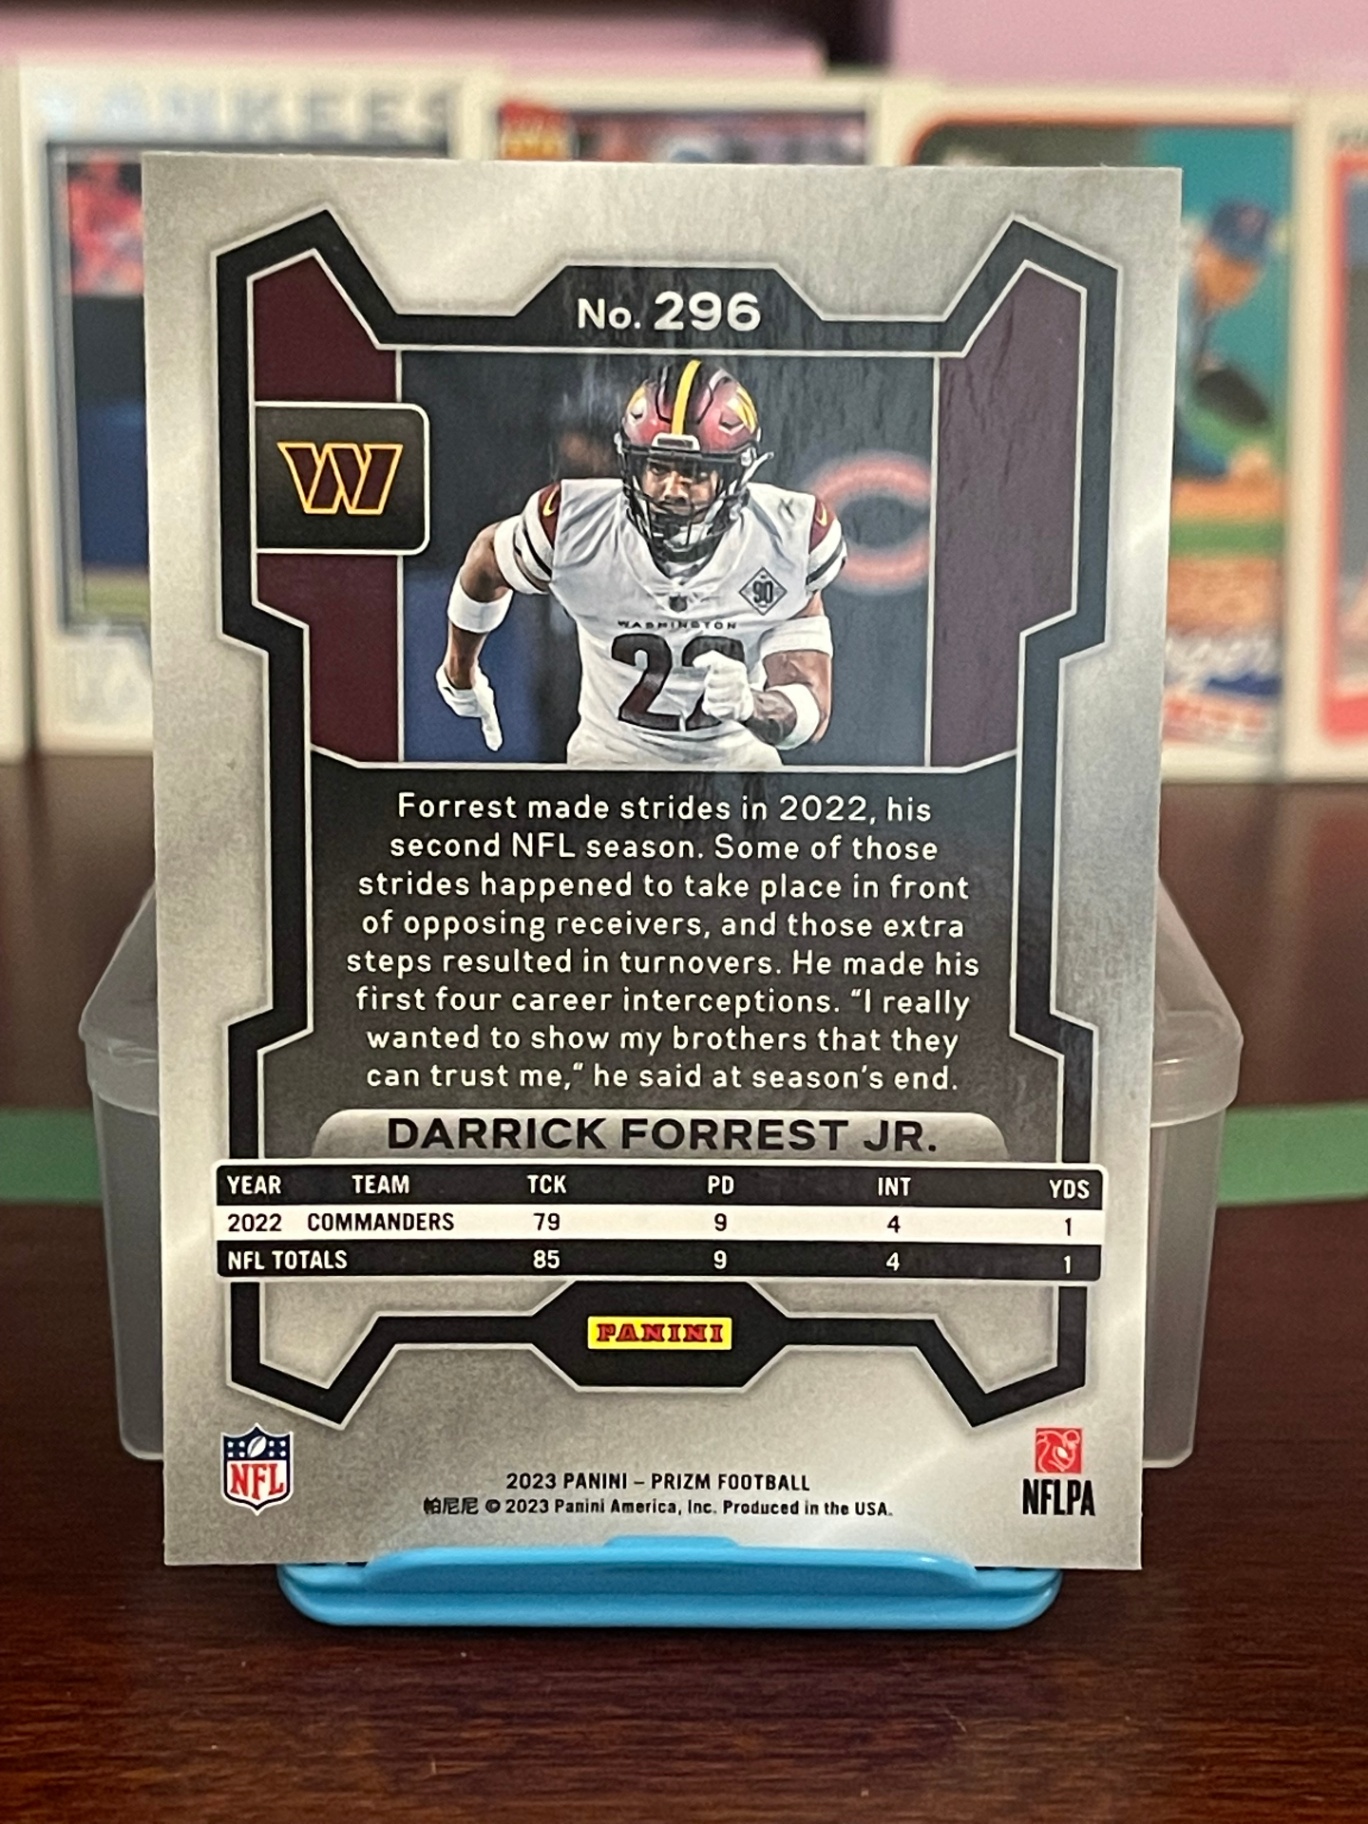 YANKEES
No. 296
W
90
WASHINGTON
22
Forrest made strides in 2022, his
second NFL season. Some of those
strides happened to take place in front
of opposing receivers, and those extra
steps resulted in turnovers. He made his
first four career interceptions. “I really
wanted to show my brothers that they
can trust me,” he said at season’s end.
DARRICK FORREST JR.
YEAR TEAM TCK PD INT YDS
2022 COMMANDERS 79 9 4 1
NFL TOTALS 85 9 4 1
PANINI
NFL
NFLPA
2023 PANINI – PRIZM FOOTBALL
帕尼尼 © 2023 Panini America, Inc. Produced in the USA.